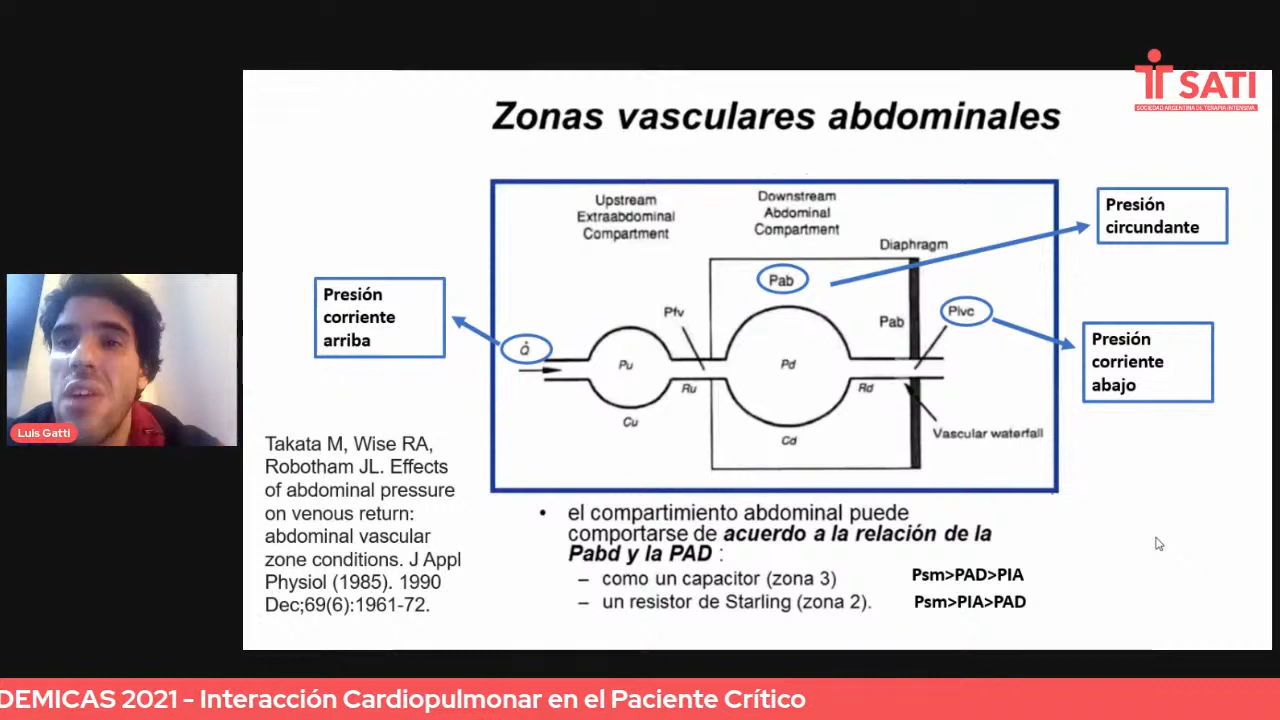 SATI
SOCIEDAD ARGENTINA DE TERAPIA INTENSIVA
Zonas vasculares abdominales
Upstream
Extraabdominal
Compartment
Downstream
Abdominal
Compartment
Diaphragm
Presión
circundante
Presión
corriente
arriba
Pab
Pfv
Pab
Pivc
Q̇
Pu
Pd
Ru
Rd
Cu
Cd
Vascular waterfall
Presión
corriente
abajo
Luis Gatti
Takata M, Wise RA,
Robotham JL. Effects
of abdominal pressure
on venous return:
abdominal vascular
zone conditions. J Appl
Physiol (1985). 1990
Dec;69(6):1961-72.
• el compartimiento abdominal puede
comportarse de acuerdo a la relación de la
Pabd y la PAD :
– como un capacitor (zona 3) Psm>PAD>PIA
– un resistor de Starling (zona 2). Psm>PIA>PAD
DEMICAS 2021 - Interacción Cardiopulmonar en el Paciente Crítico